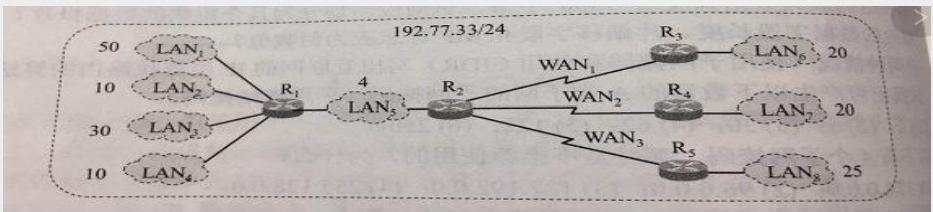 192.77.33/24
50 LAN₁
10 LAN₂
30 LAN₃
10 LAN₄
R₁
4
LAN₅
R₂
WAN₁
WAN₂
WAN₃
R₃
LAN₆ 20
R₄
LAN₇ 20
R₅
LAN₈ 25